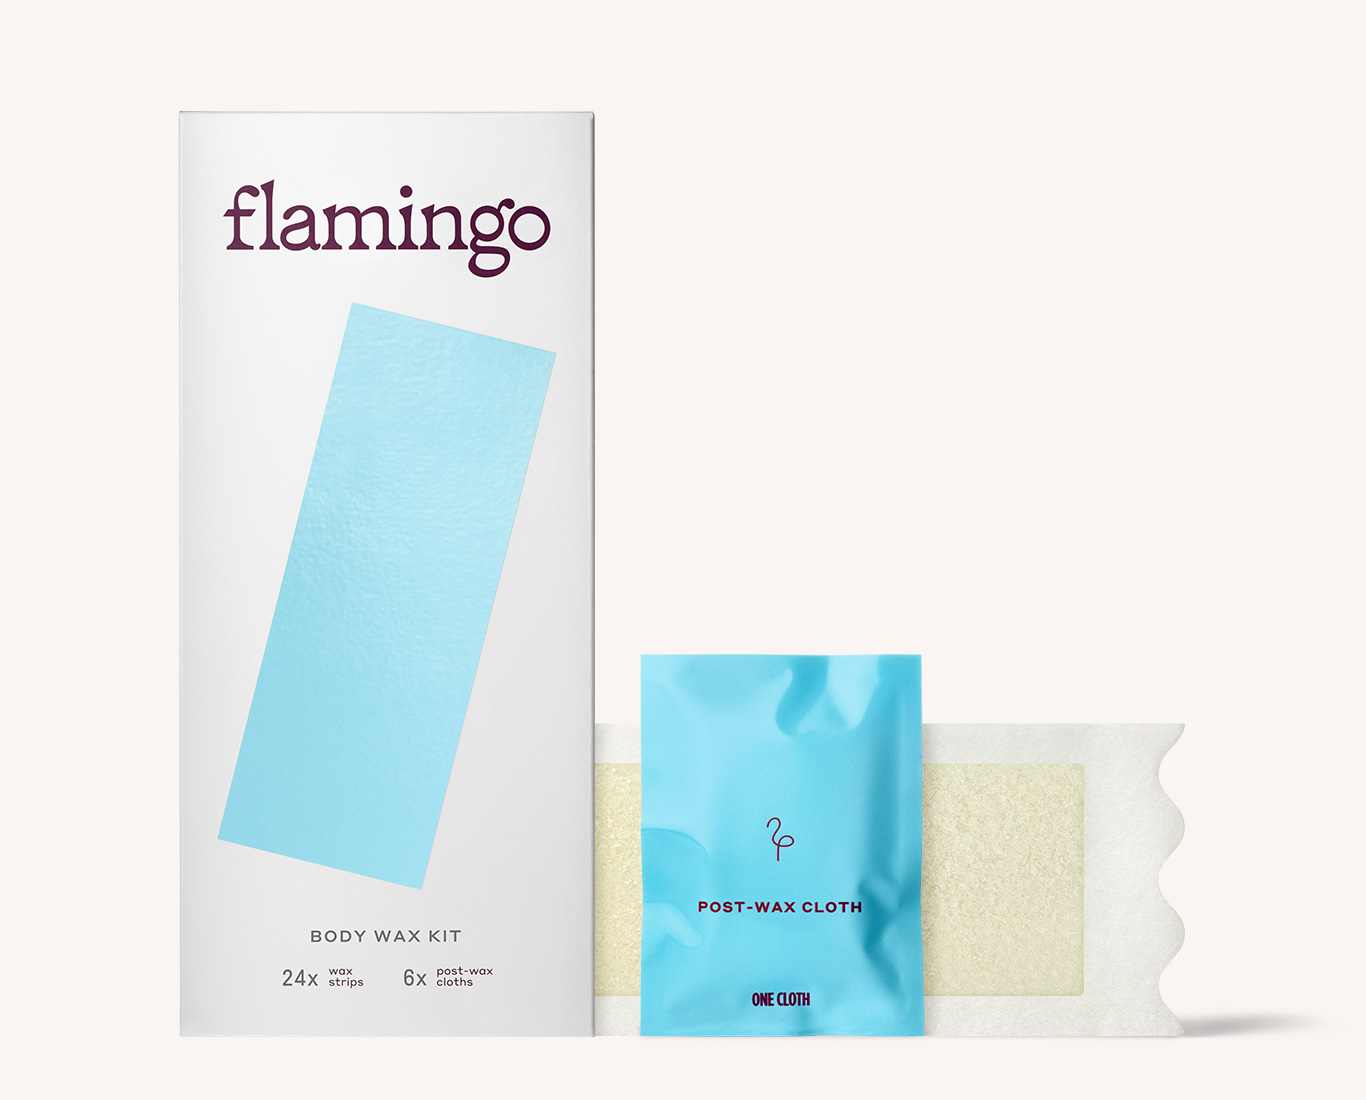 flamingo
BODY WAX KIT
24x wax strips 6x post-wax cloths
POST-WAX CLOTH
ONE CLOTH